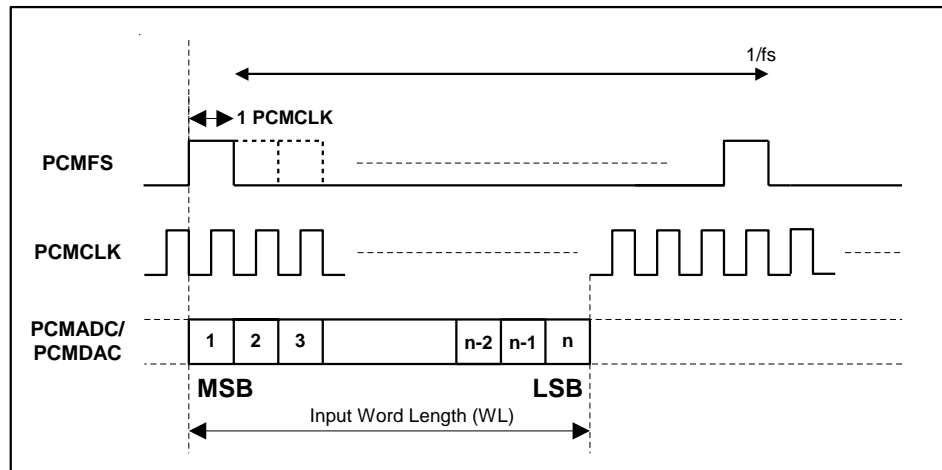 1/fs
1 PCMCLK
PCMFS
PCMCLK
PCMADC/
PCMDAC
1 2 3 n-2 n-1 n
MSB LSB
Input Word Length (WL)